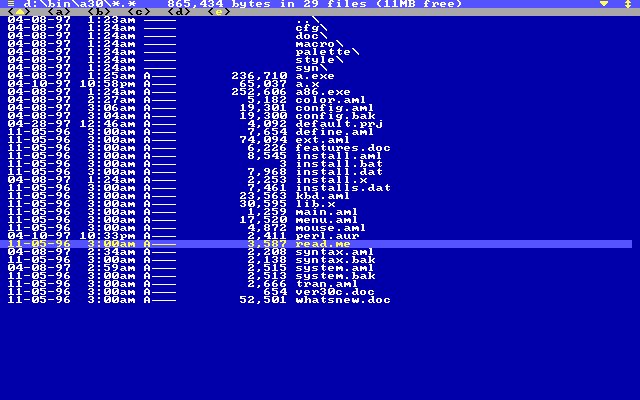 ≡ d:\bin\a30\*.* 865,434 bytes in 29 files (11MB free) ▼ ↕
<▲> <a> <b> <c> <d> <e>
04-08-97 1:23am ──── ..\
04-08-97 1:23am ──── cfg\
04-08-97 1:24am ──── doc\
04-08-97 1:24am ──── macro\
04-08-97 1:24am ──── palette\
04-08-97 1:24am ──── style\
04-08-97 1:24am ──── syn\
04-08-97 1:25am A─── 236,710 a.exe
04-10-97 10:58pm A─── 65,037 a.x
04-08-97 1:24am A─── 252,606 a86.exe
04-08-97 2:27am A─── 5,182 color.aml
04-08-97 3:06am A─── 19,301 config.aml
04-08-97 3:04am A─── 19,300 config.bak
04-28-97 12:46am A─── 4,092 default.prj
11-05-96 3:00am A─── 7,654 define.aml
11-05-96 3:00am A─── 74,094 ext.aml
11-05-96 3:00am A─── 6,226 features.doc
11-05-96 3:00am A─── 8,545 install.aml
11-05-96 3:00am A─── 3 install.bat
11-05-96 3:00am A─── 7,968 install.dat
04-08-97 1:24am A─── 2,253 install.x
11-05-96 3:00am A─── 7,461 installs.dat
11-05-96 3:00am A─── 23,563 kbd.aml
11-05-96 3:00am A─── 30,595 lib.x
11-05-96 3:00am A─── 1,259 main.aml
11-05-96 3:00am A─── 17,520 menu.aml
11-05-96 3:00am A─── 4,872 mouse.aml
04-10-97 10:33pm A─── 2,411 perl.aur
11-05-96 3:00am A─── 3,587 read.me
04-08-97 2:34am A─── 2,208 syntax.aml
11-05-96 3:00am A─── 2,138 syntax.bak
04-08-97 2:59am A─── 2,515 system.aml
11-05-96 3:00am A─── 2,513 system.bak
11-05-96 3:00am A─── 2,666 tran.aml
11-05-96 3:00am A─── 654 ver30c.doc
11-05-96 3:00am A─── 52,501 whatsnew.doc